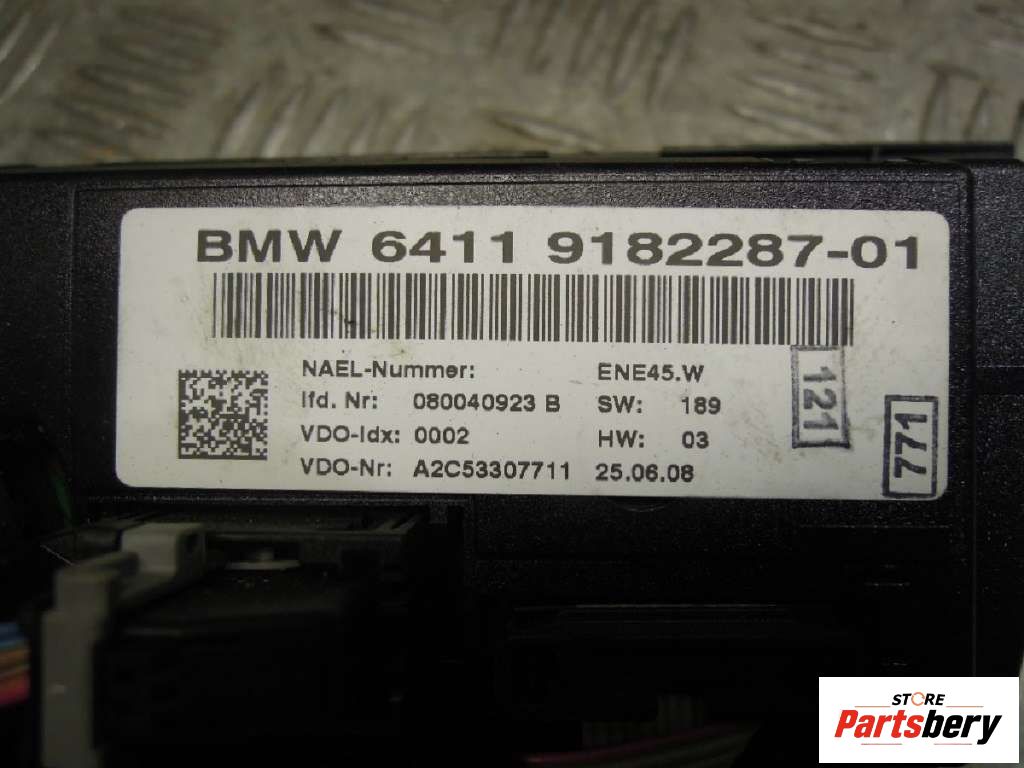 BMW 6411 9182287-01
NAEL-Nummer: ENE45.W
lfd. Nr: 080040923 B SW: 189
VDO-Idx: 0002 HW: 03
VDO-Nr: A2C53307711 25.06.08
121
771
STORE
Partsbery